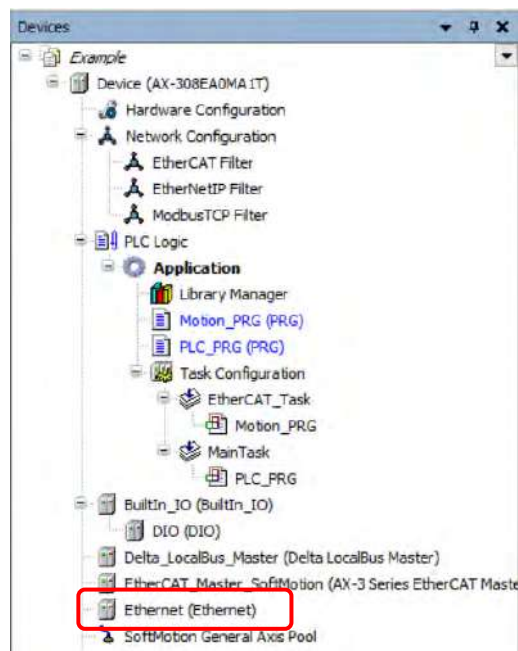 Devices
Example
Device (AX-308EA0MA1T)
Hardware Configuration
Network Configuration
EtherCAT Filter
EtherNetIP Filter
ModbusTCP Filter
PLC Logic
Application
Library Manager
Motion_PRG (PRG)
PLC_PRG (PRG)
Task Configuration
EtherCAT_Task
Motion_PRG
MainTask
PLC_PRG
BuiltIn_IO (BuiltIn_IO)
DIO (DIO)
Delta_LocalBus_Master (Delta LocalBus Master)
EtherCAT_Master_SoftMotion (AX-3 Series EtherCAT Maste
Ethernet (Ethernet)
SoftMotion General Axis Pool